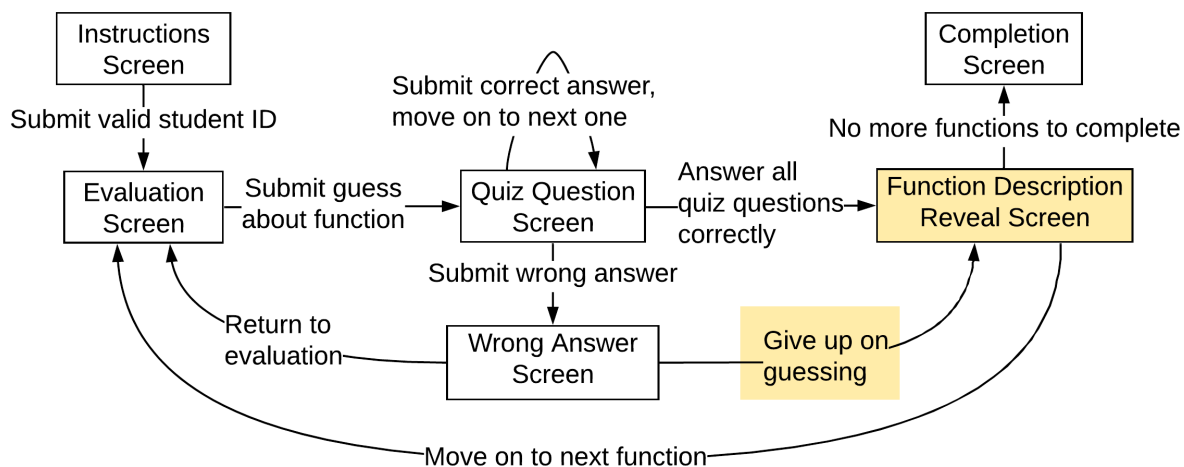 Instructions
Screen
Submit valid student ID
Evaluation
Screen
Submit guess
about function
Submit correct answer,
move on to next one
Quiz Question
Screen
Answer all
quiz questions
correctly
Completion
Screen
No more functions to complete
Function Description
Reveal Screen
Submit wrong answer
Wrong Answer
Screen
Return to
evaluation
Give up on
guessing
Move on to next function